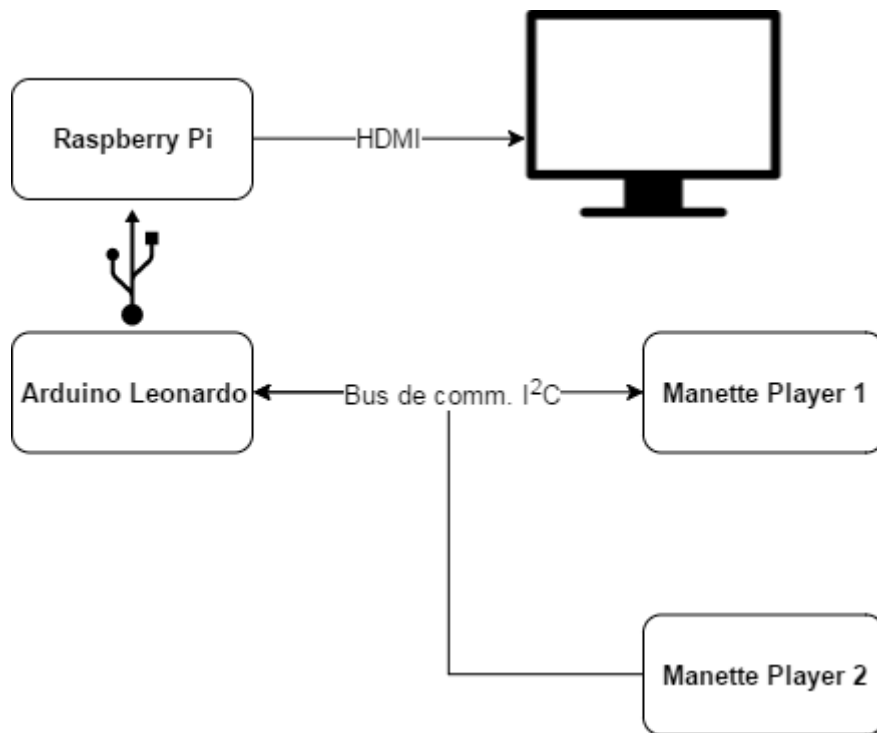 Raspberry Pi
HDMI
Arduino Leonardo
Bus de comm. I²C
Manette Player 1
Manette Player 2